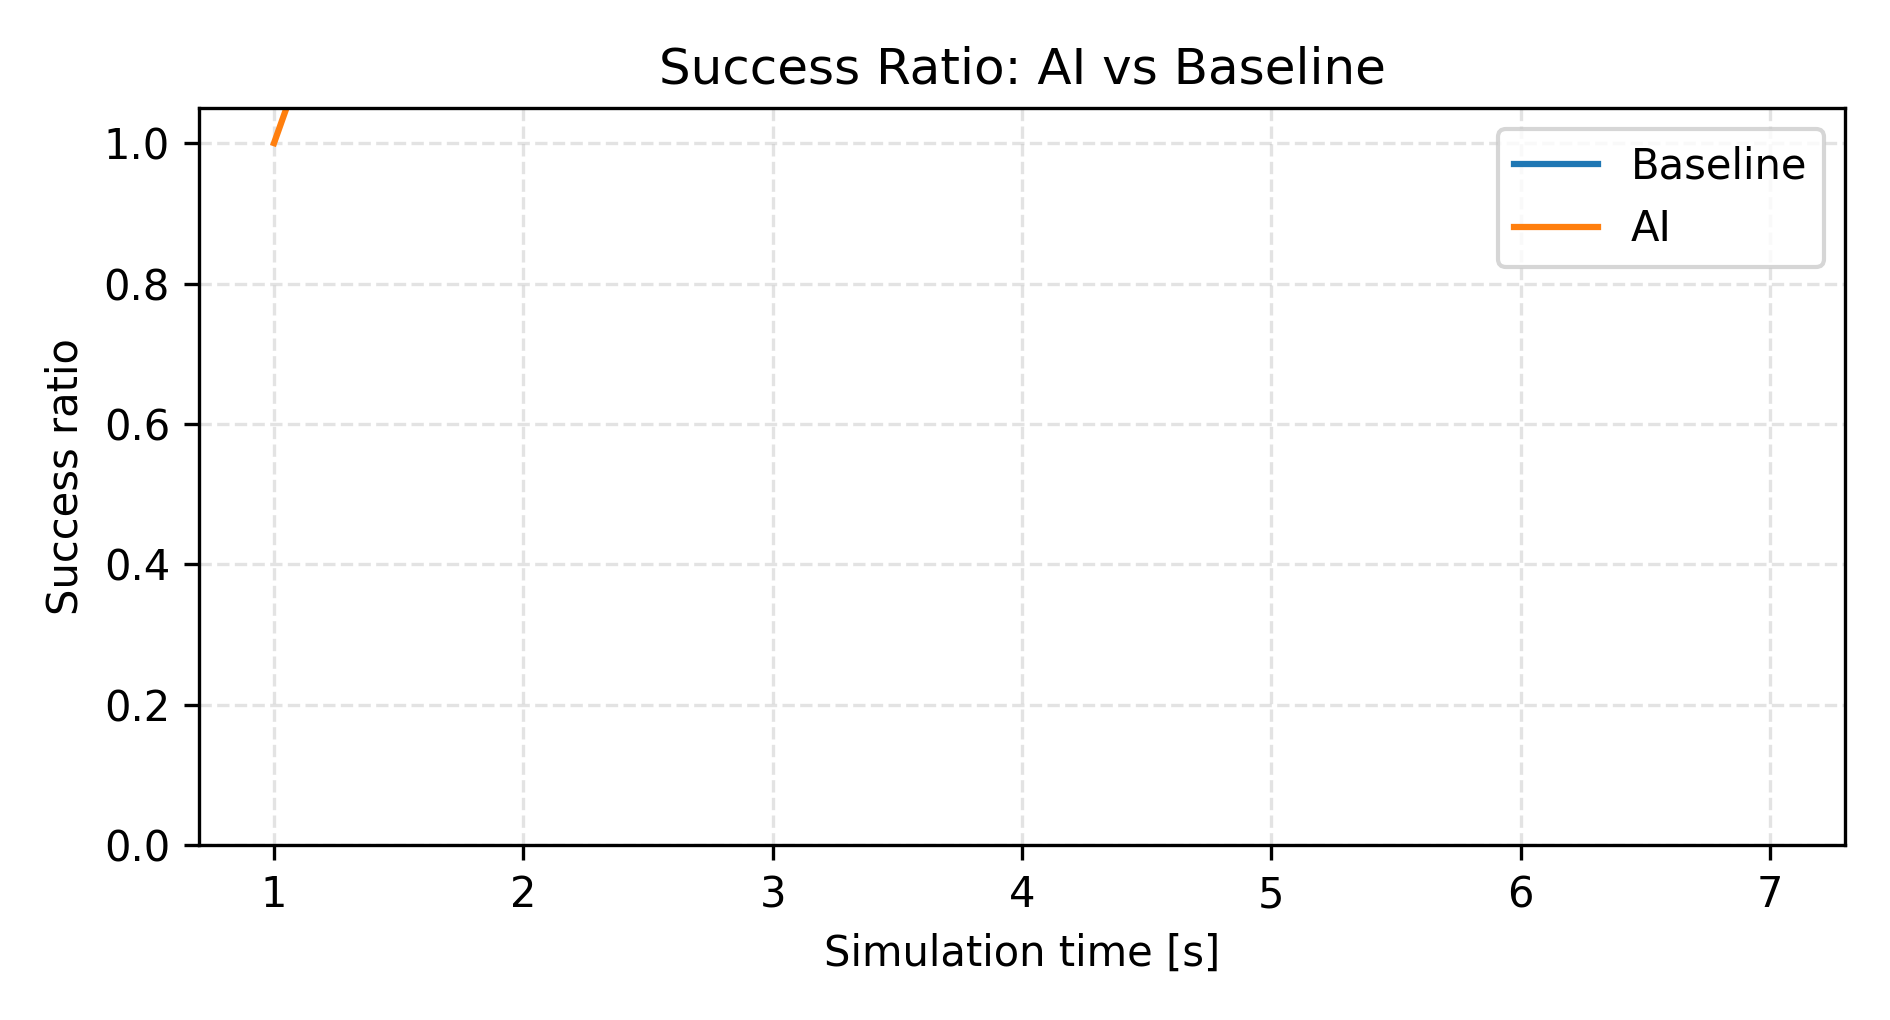 Success Ratio: AI vs Baseline
1.0
0.8
0.6
0.4
0.2
0.0
Success ratio
Baseline
AI
1 2 3 4 5 6 7
Simulation time [s]